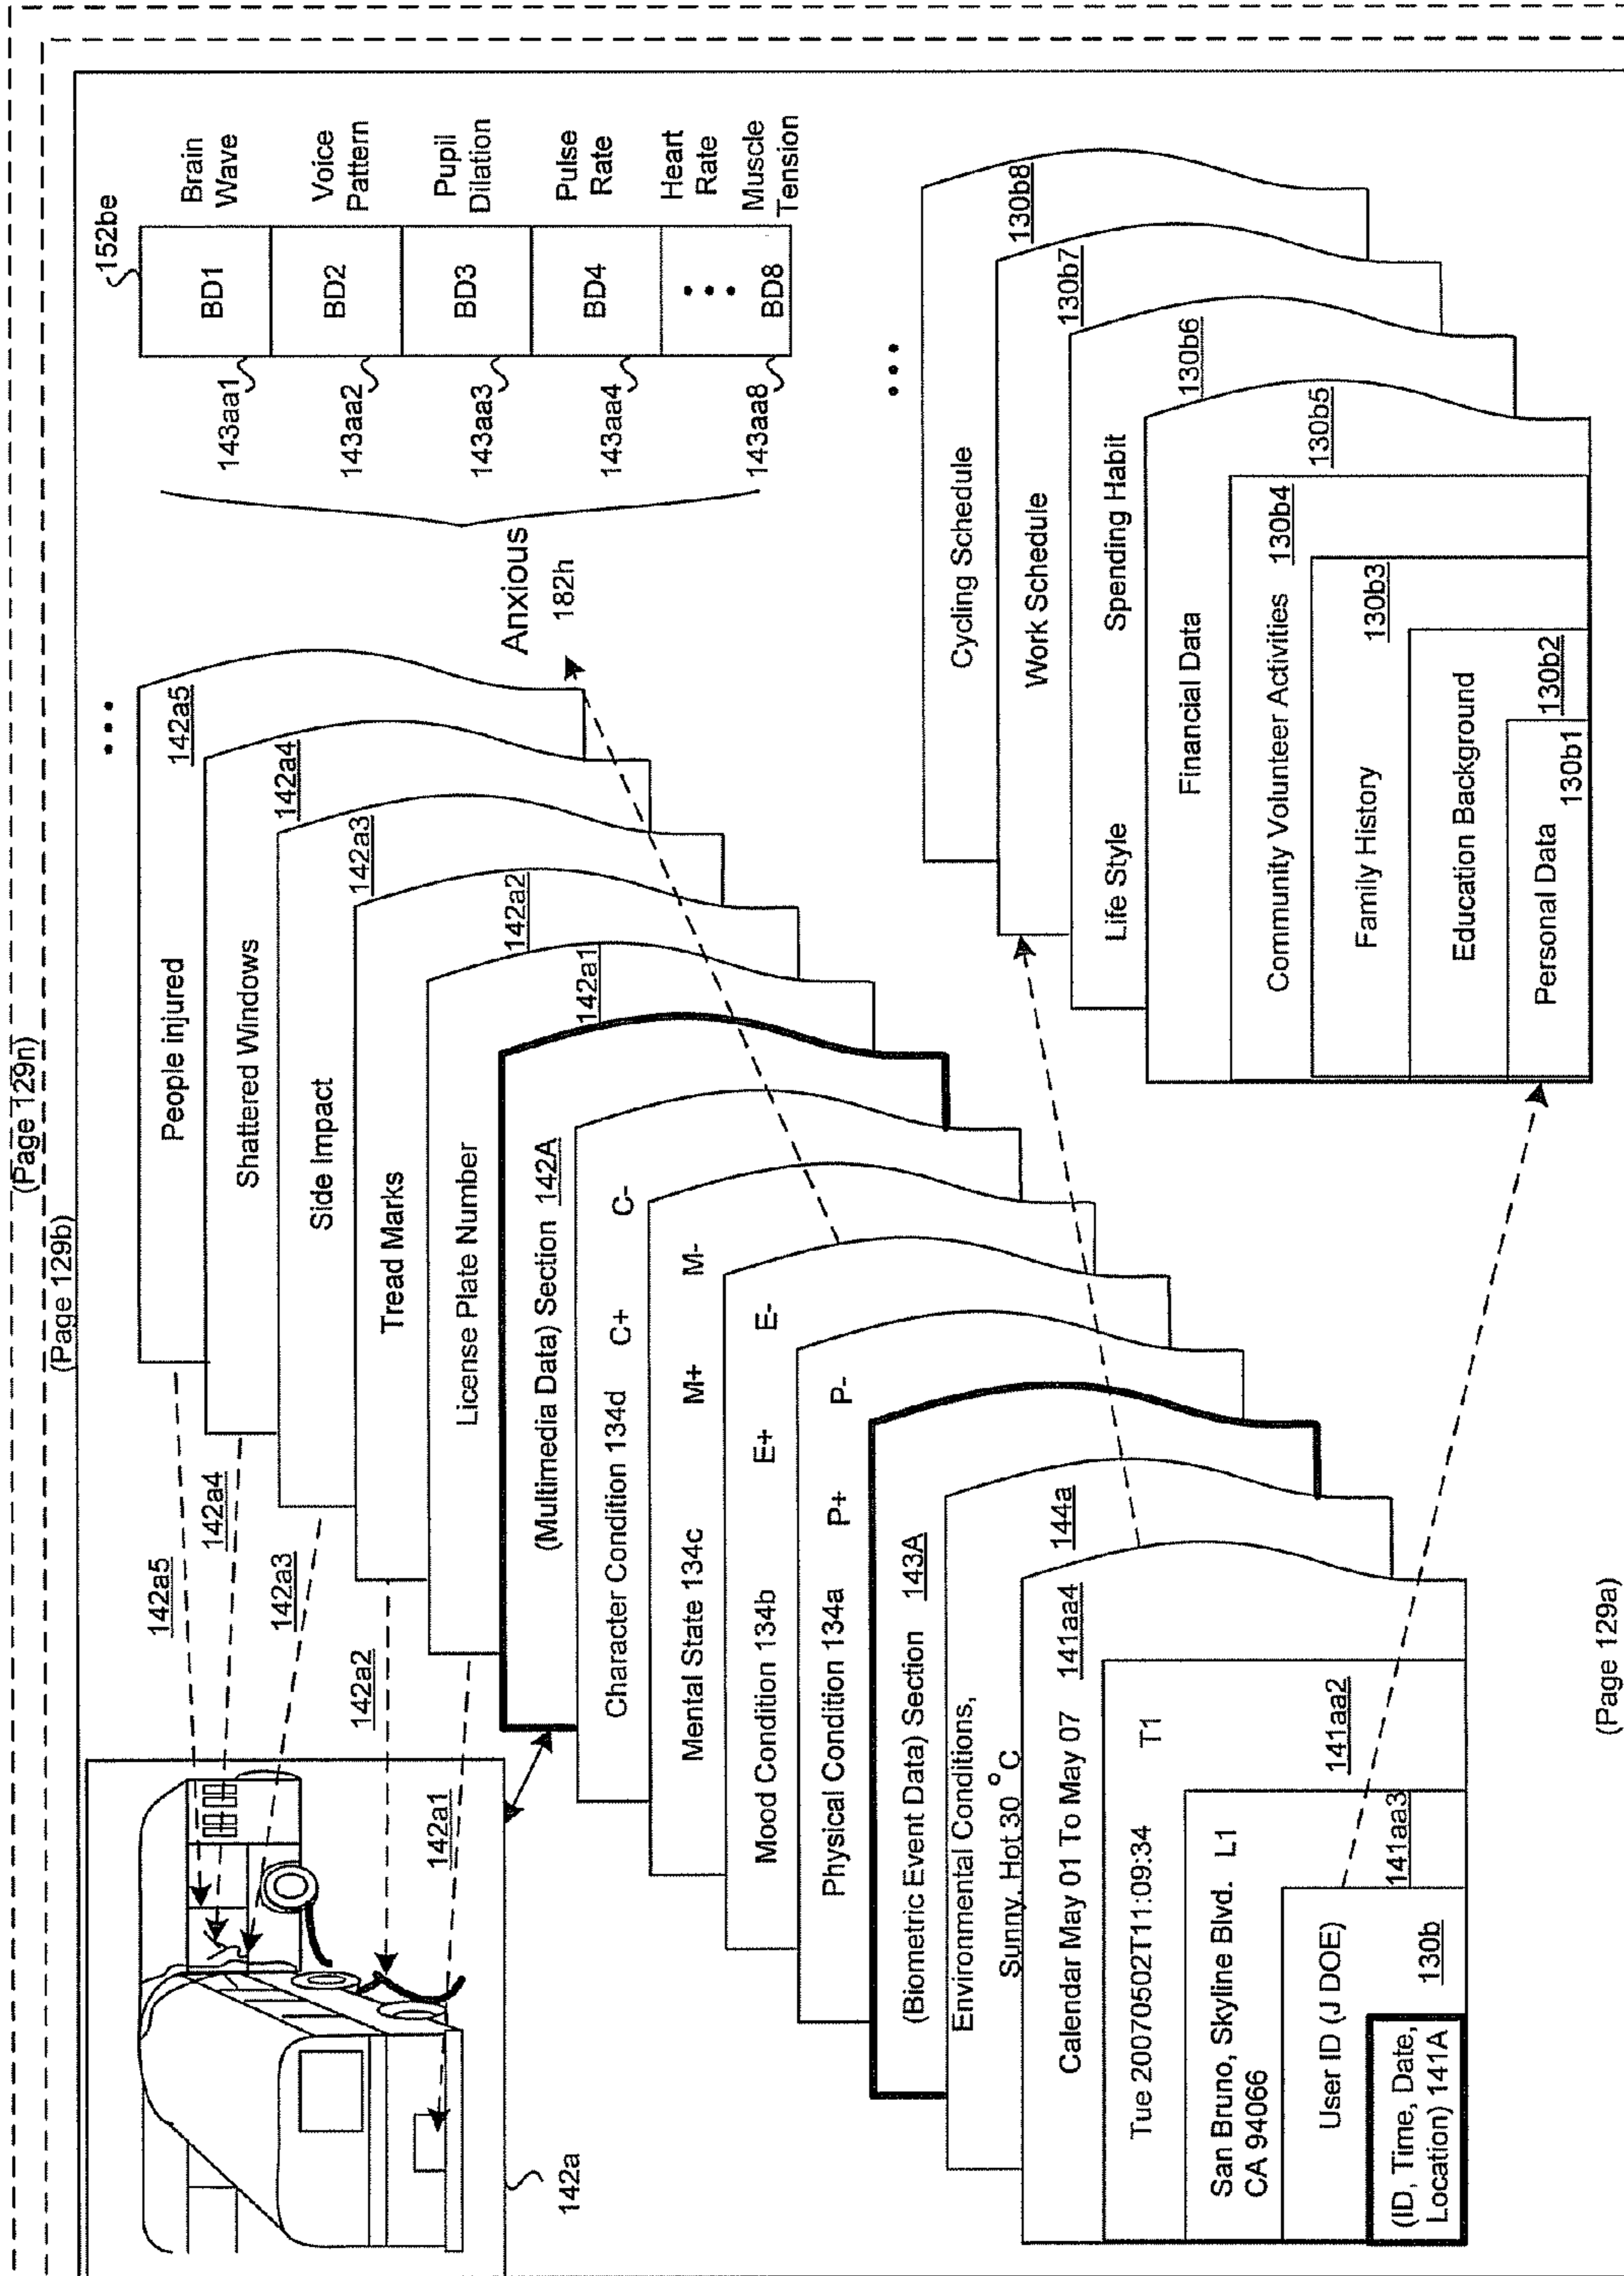 (Page 129n)
(Page 129b)
142a
142a5
142a4
142a3
142a2
142a1
People injured
142a5
Shattered Windows
142a4
Side Impact
142a3
Tread Marks
142a2
License Plate Number
142a1
(Multimedia Data) Section 142A
Character Condition 134d C+ C-
Mental State 134c M+ M-
Mood Condition 134b E+ E-
Physical Condition 134a P+ P-
(Biometric Event Data) Section 143A
Environmental Conditions,
Sunny, Hot 30 °C
144a
Calendar May 01 To May 07 141aa4
Tue 20070502T11:09:34 T1
141aa2
San Bruno, Skyline Blvd. L1
CA 94066
141aa3
User ID (J DOE)
130b
(ID, Time, Date,
Location) 141A
...
Anxious
182h
152be
143aa1
BD1
Brain
Wave
143aa2
BD2
Voice
Pattern
143aa3
BD3
Pupil
Dilation
143aa4
BD4
Pulse
Rate
...
Heart
Rate
143aa8
BD8
Muscle
Tension
...
Cycling Schedule
130b8
Work Schedule
130b7
Life Style Spending Habit
130b6
Financial Data
130b5
Community Volunteer Activities 130b4
Family History
130b3
Education Background
130b2
Personal Data
130b1
(Page 129a)